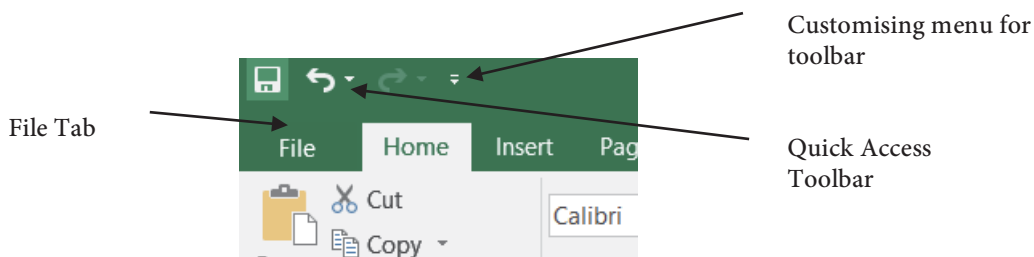 Customising menu for
toolbar
File Tab
File Home Insert Pag
Quick Access
Toolbar
Cut
Calibri
Copy